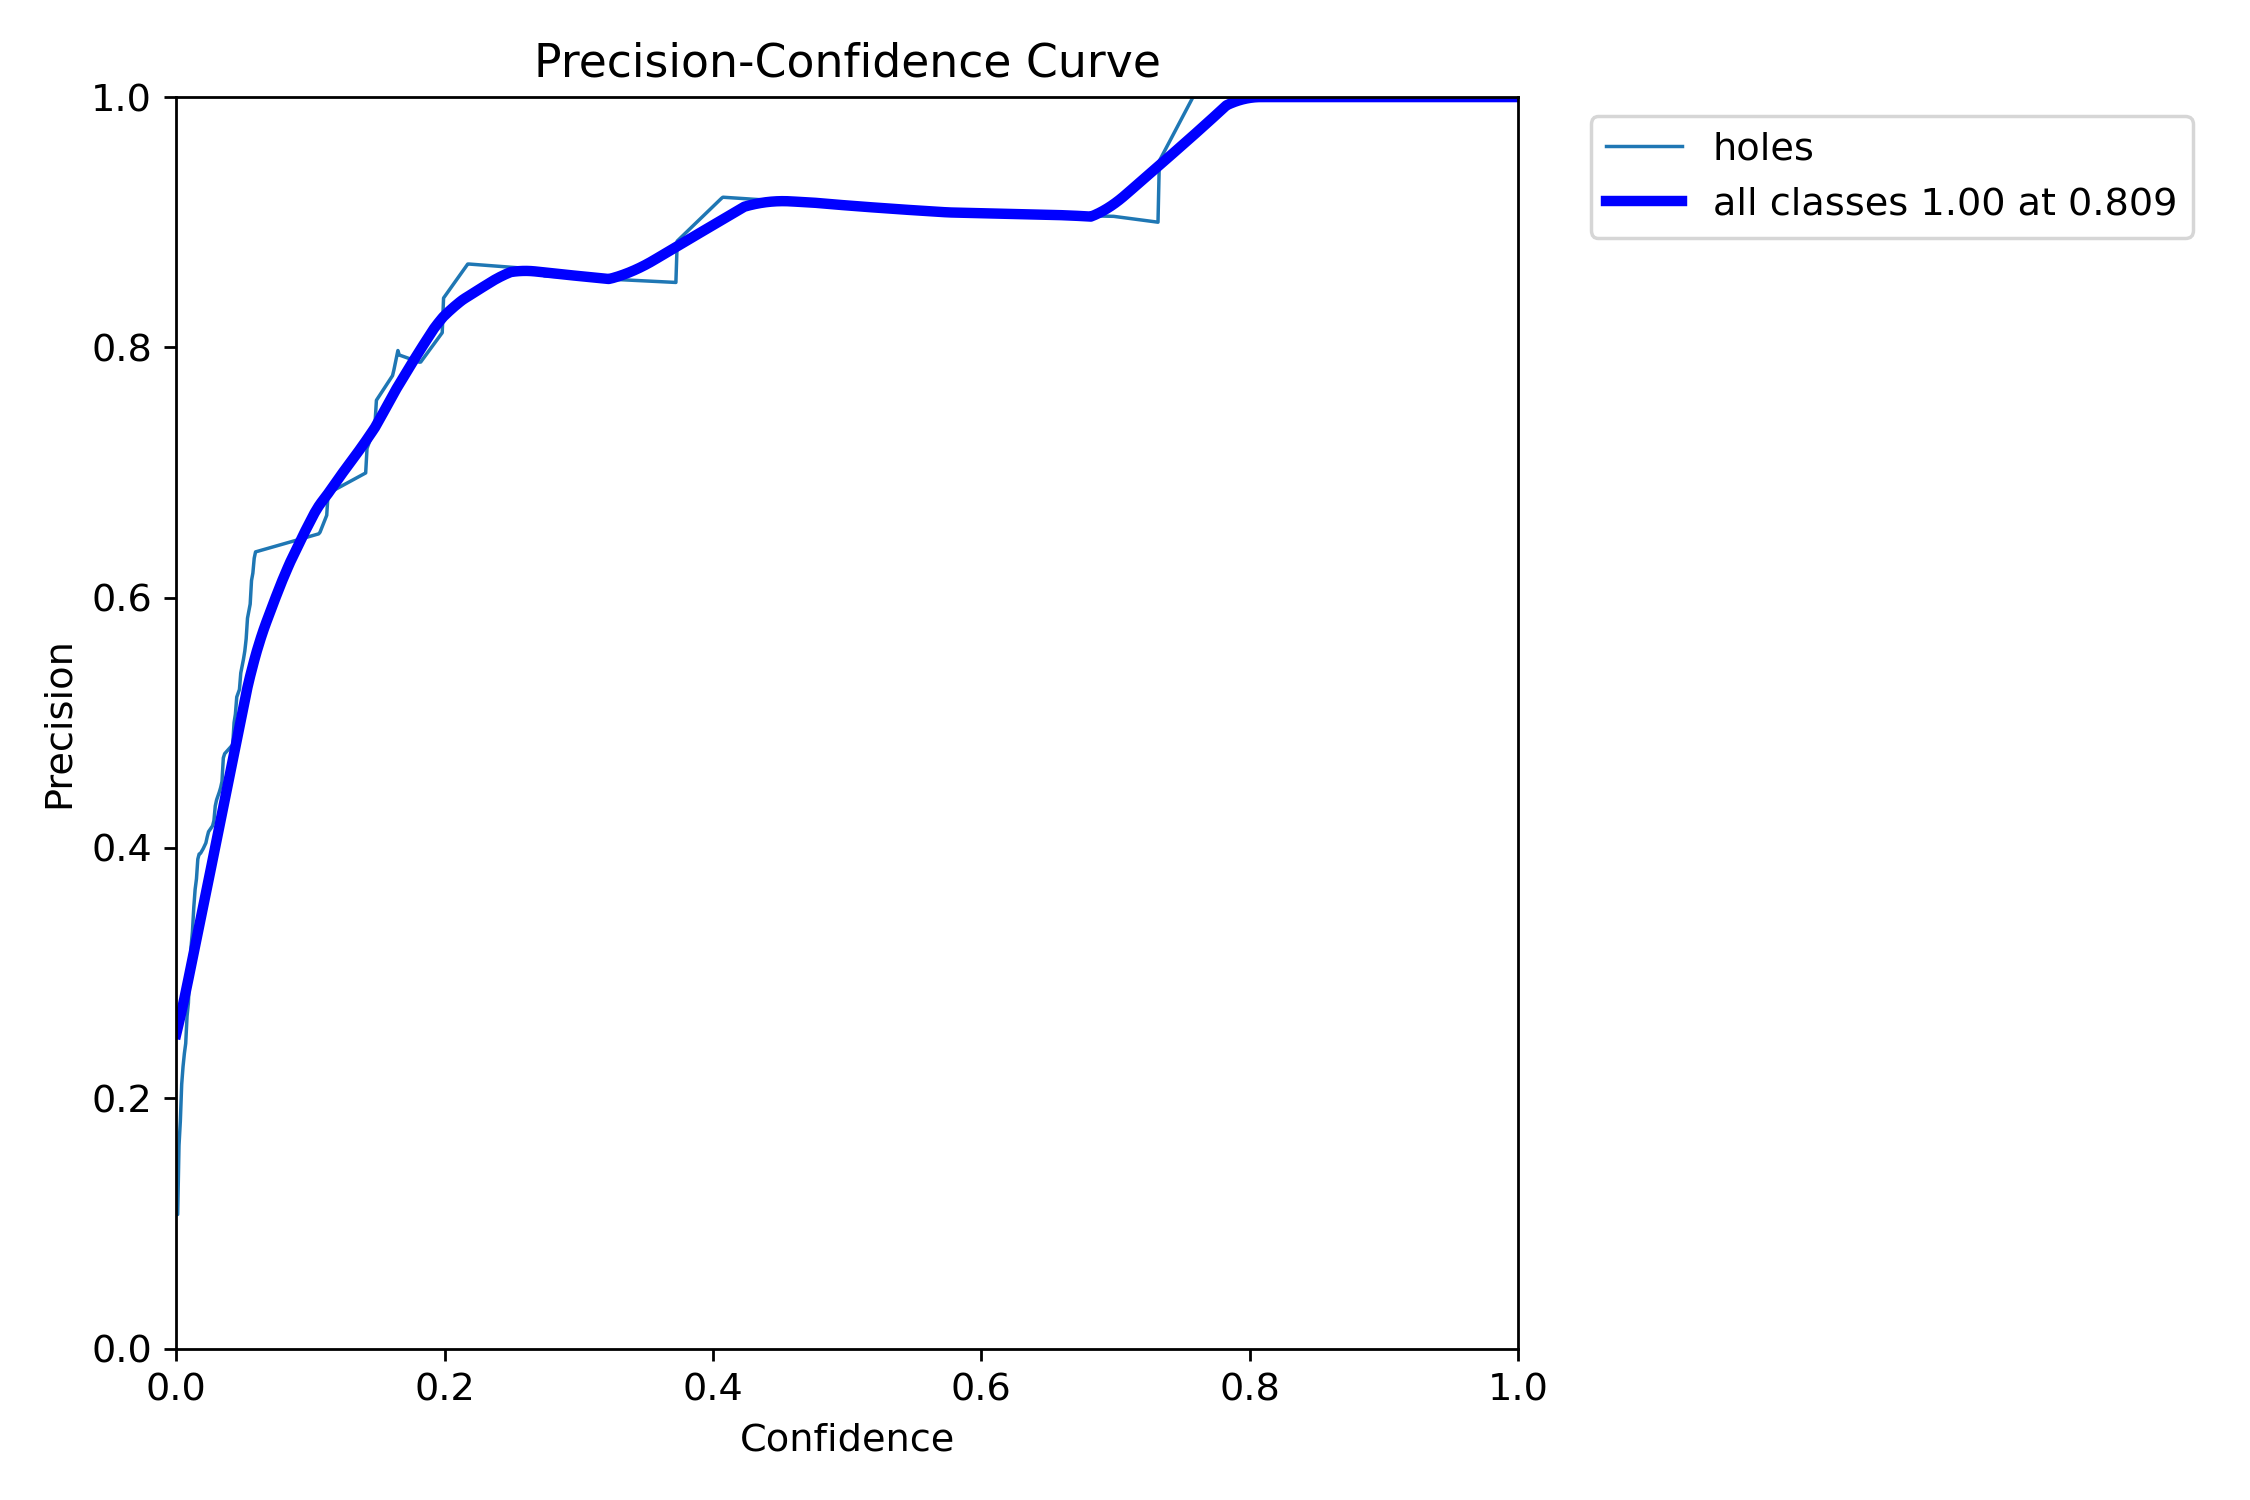 Precision-Confidence Curve
1.0
0.8
0.6
0.4
0.2
0.0
Precision
0.0 0.2 0.4 0.6 0.8 1.0
Confidence
holes
all classes 1.00 at 0.809